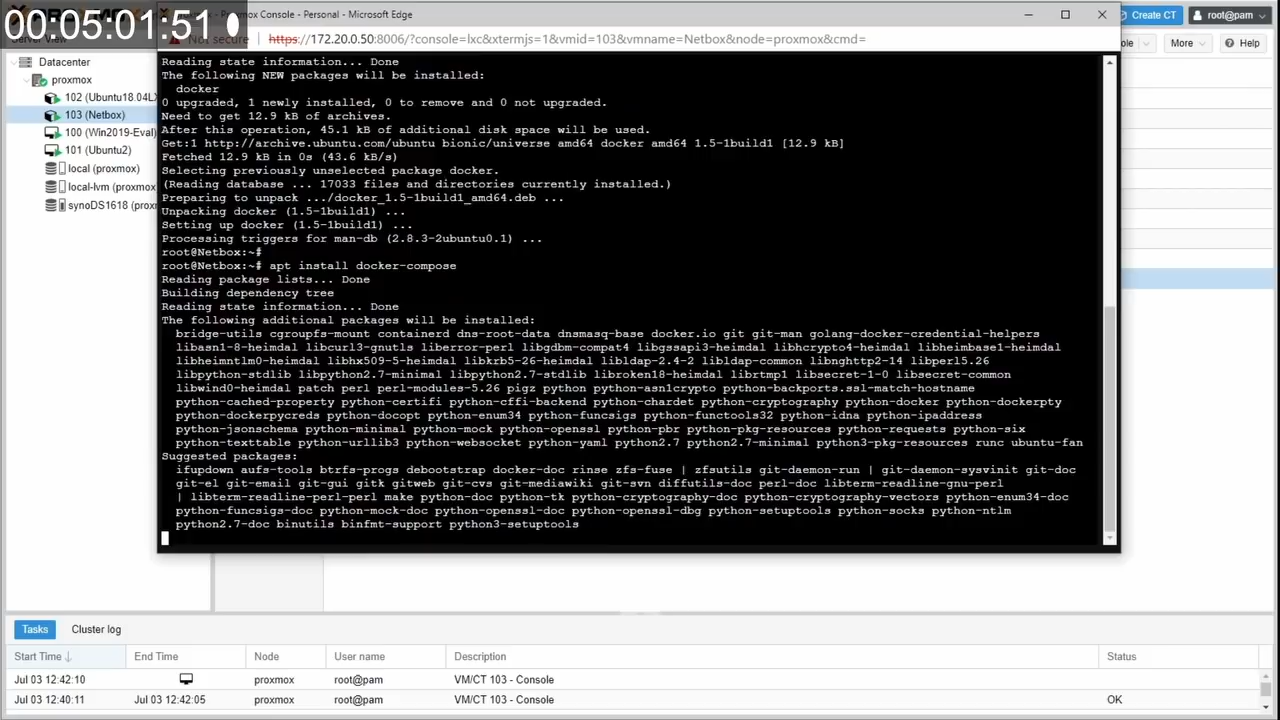 00:05:01:51
Proxmox Console - Personal - Microsoft Edge
Not secure
https://172.20.0.50:8006/?console=lxc&xtermjs=1&vmid=103&vmname=Netbox&node=proxmox&cmd=
Create CT
root@pam
More
Help
Server View
Datacenter
proxmox
102 (Ubuntu18.04LX
103 (Netbox)
100 (Win2019-Eval)
101 (Ubuntu2)
local (proxmox)
local-lvm (proxmox
synoDS1618 (prox
Reading state information... Done
The following NEW packages will be installed:
docker
0 upgraded, 1 newly installed, 0 to remove and 0 not upgraded.
Need to get 12.9 kB of archives.
After this operation, 45.1 kB of additional disk space will be used.
Get:1 http://archive.ubuntu.com/ubuntu bionic/universe amd64 docker amd64 1.5-1build1 [12.9 kB]
Fetched 12.9 kB in 0s (43.6 kB/s)
Selecting previously unselected package docker.
(Reading database ... 17033 files and directories currently installed.)
Preparing to unpack .../docker_1.5-1build1_amd64.deb ...
Unpacking docker (1.5-1build1) ...
Setting up docker (1.5-1build1) ...
Processing triggers for man-db (2.8.3-2ubuntu0.1) ...
root@Netbox:~#
root@Netbox:~# apt install docker-compose
Reading package lists... Done
Building dependency tree
Reading state information... Done
The following additional packages will be installed:
bridge-utils cgroupfs-mount containerd dns-root-data dnsmasq-base docker.io git git-man golang-docker-credential-helpers
libasn1-8-heimdal libcurl3-gnutls liberror-perl libgdbm-compat4 libgssapi3-heimdal libhcrypto4-heimdal libheimbase1-heimdal
libheimntlm0-heimdal libhx509-5-heimdal libkrb5-26-heimdal libldap-2.4-2 libldap-common libnghttp2-14 libperl5.26
libpython-stdlib libpython2.7-minimal libpython2.7-stdlib libroken18-heimdal librtmp1 libsecret-1-0 libsecret-common
libwind0-heimdal patch perl perl-modules-5.26 pigz python python-asn1crypto python-backports.ssl-match-hostname
python-cached-property python-certifi python-cffi-backend python-chardet python-cryptography python-docker python-dockerpty
python-dockerpycreds python-docopt python-enum34 python-funcsigs python-functools32 python-idna python-ipaddress
python-jsonschema python-minimal python-mock python-openssl python-pbr python-pkg-resources python-requests python-six
python-texttable python-urllib3 python-websocket python-yaml python2.7 python2.7-minimal python3-pkg-resources runc ubuntu-fan
Suggested packages:
ifupdown aufs-tools btrfs-progs debootstrap docker-doc rinse zfs-fuse | zfsutils git-daemon-run | git-daemon-sysvinit git-doc
git-el git-email git-gui gitk gitweb git-cvs git-mediawiki git-svn diffutils-doc perl-doc libterm-readline-gnu-perl
| libterm-readline-perl-perl make python-doc python-tk python-cryptography-doc python-cryptography-vectors python-enum34-doc
python-funcsigs-doc python-mock-doc python-openssl-doc python-openssl-dbg python-setuptools python-socks python-ntlm
python2.7-doc binutils binfmt-support python3-setuptools
Tasks
Cluster log
Start Time
End Time
Node
User name
Description
Status
Jul 03 12:42:10
proxmox
root@pam
VM/CT 103 - Console
Jul 03 12:40:11
Jul 03 12:42:05
proxmox
root@pam
VM/CT 103 - Console
OK